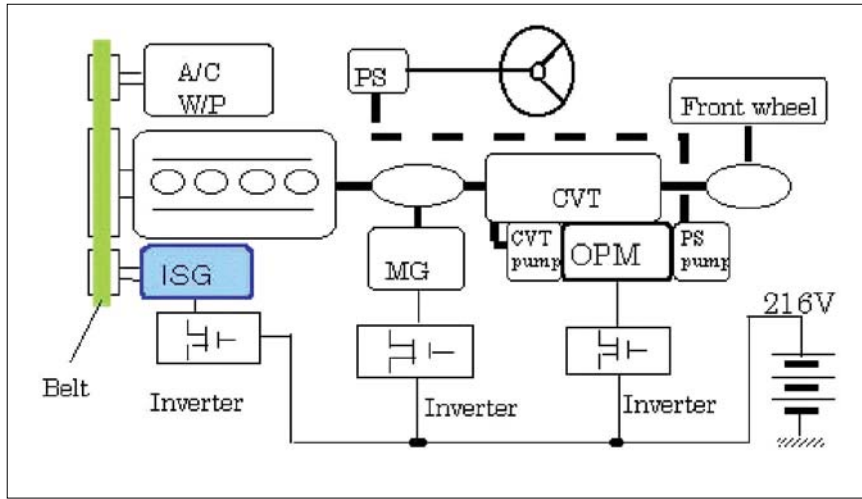 A/C
W/P
PS
Front wheel
CVT
CVT
pump
OPM
PS
pump
ISG
MG
216V
Belt
Inverter
Inverter
Inverter